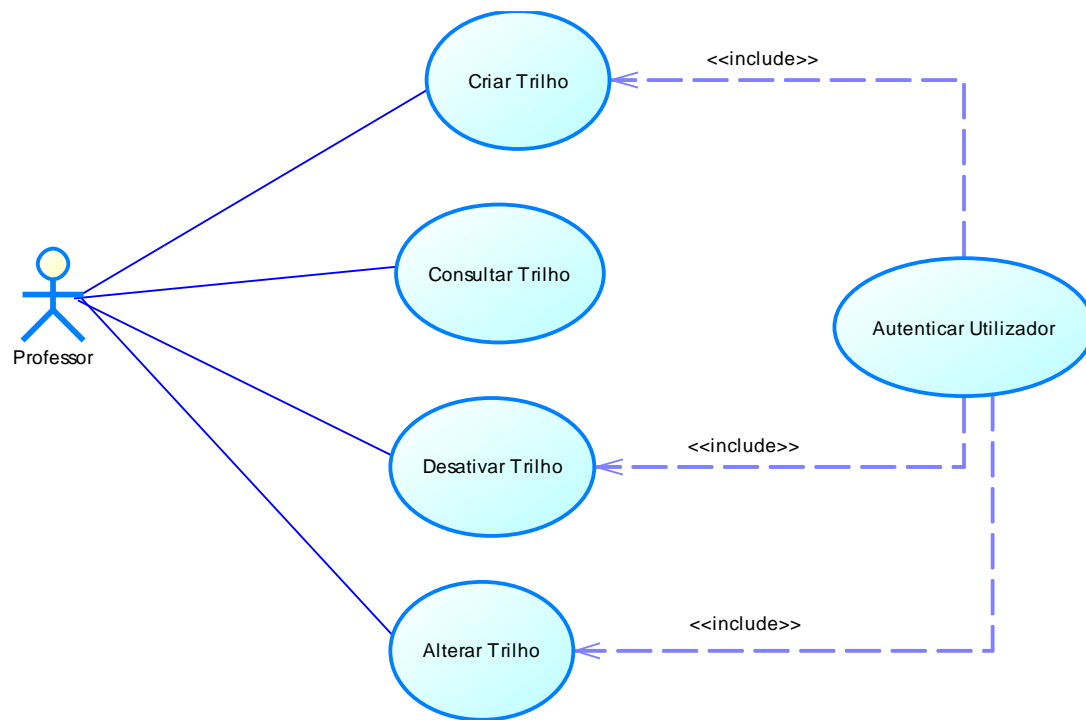 Criar Trilho
<<include>>
Consultar Trilho
Autenticar Utilizador
Professor
Desativar Trilho
<<include>>
Alterar Trilho
<<include>>